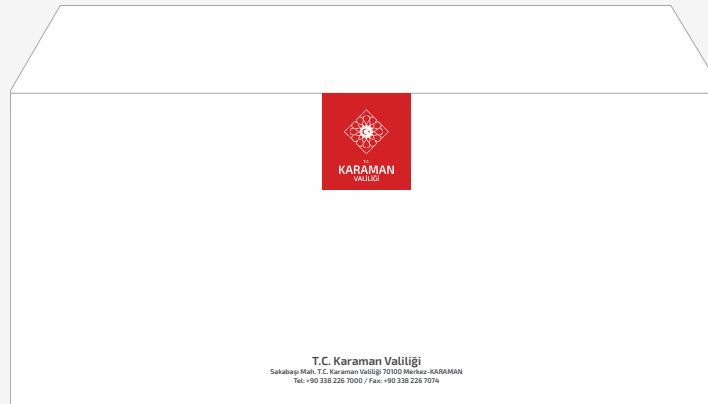 T.C.
KARAMAN
VALİLİĞİ
T.C. Karaman Valiliği
Sakabaşı Mah. T.C. Karaman Valiliği 70100 Merkez-KARAMAN
Tel: +90 338 226 7000 / Fax: +90 338 226 7074